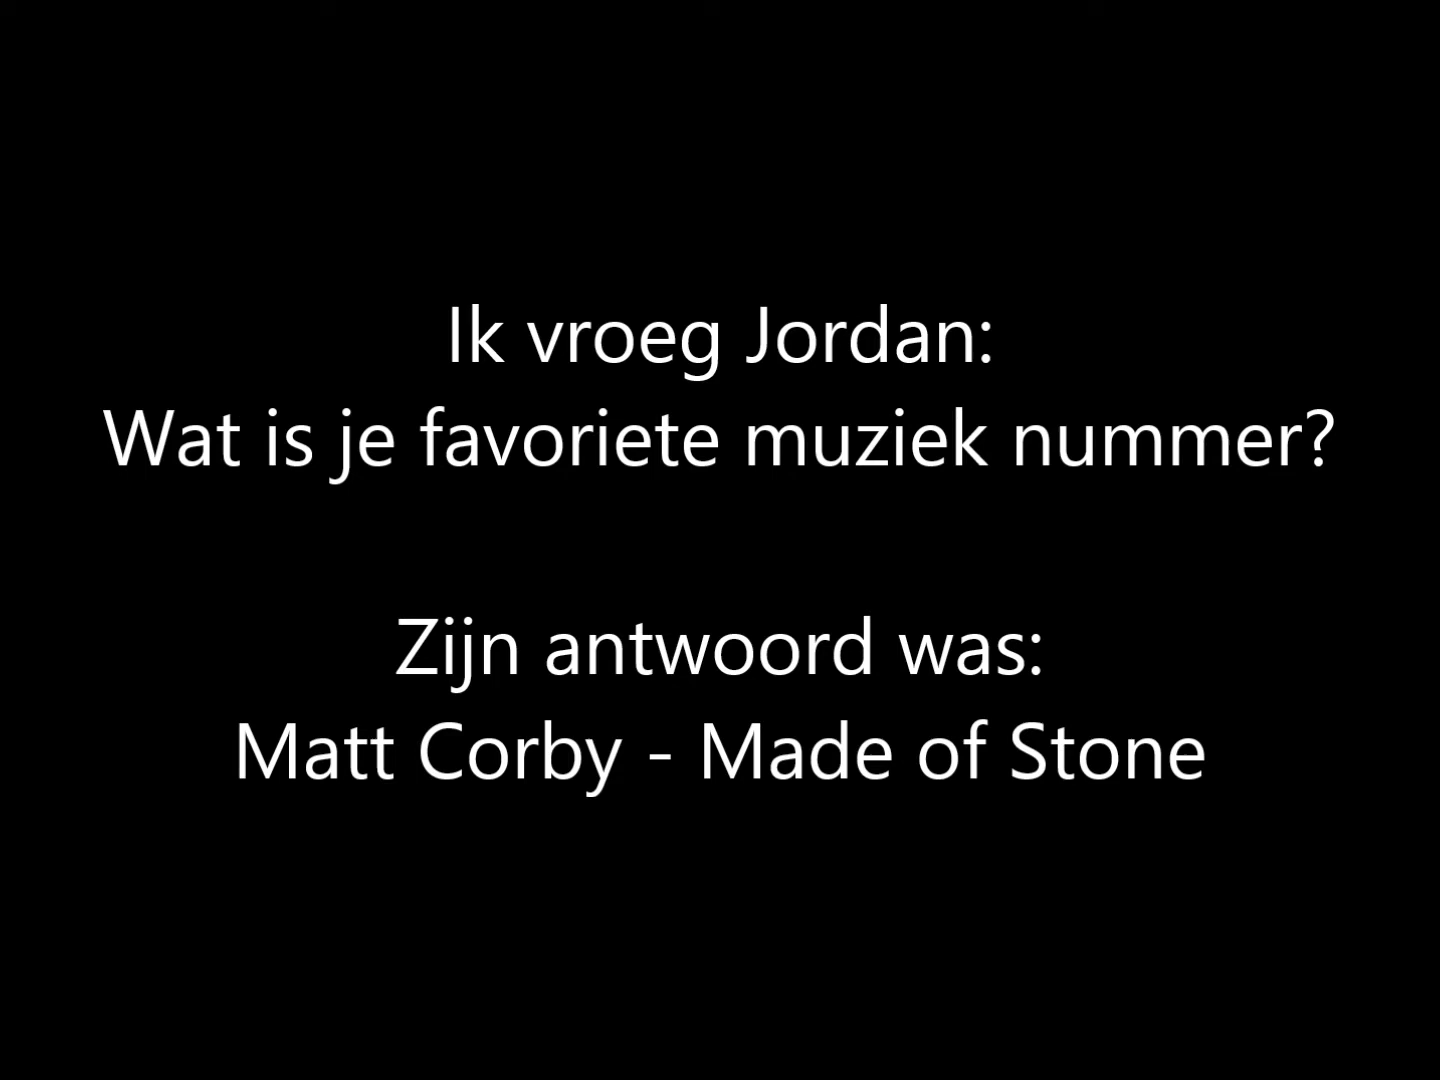 Ik vroeg Jordan:
Wat is je favoriete muziek nummer?
Zijn antwoord was:
Matt Corby - Made of Stone